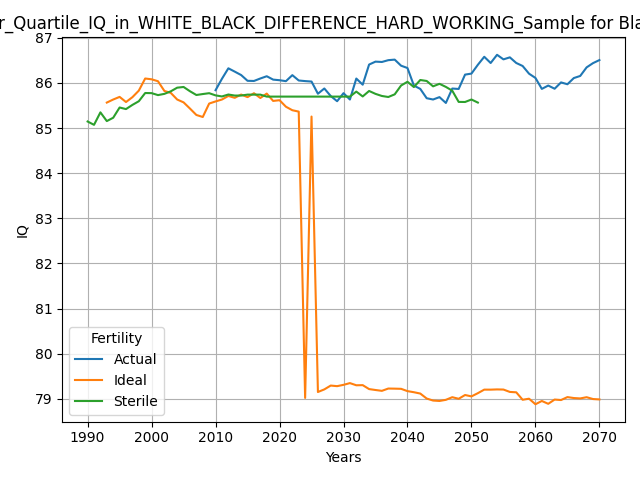 r_Quartile_IQ_in_WHITE_BLACK_DIFFERENCE_HARD_WORKING_Sample for Bla
87
86
85
84
83
82
81
80
79
IQ
Fertility
Actual
Ideal
Sterile
1990 2000 2010 2020 2030 2040 2050 2060 2070
Years